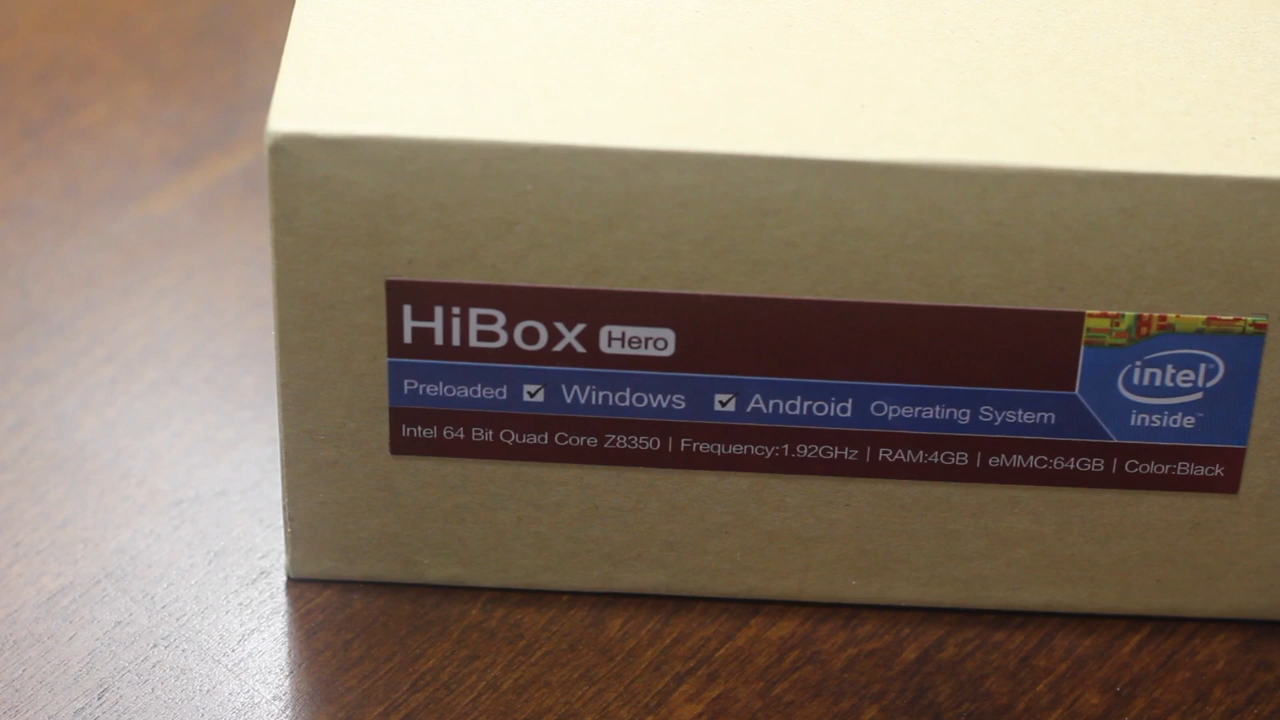 HiBox Hero
Preloaded ☑ Windows ☑ Android Operating System
Intel 64 Bit Quad Core Z8350 | Frequency:1.92GHz | RAM:4GB | eMMC:64GB | Color:Black
intel
inside™